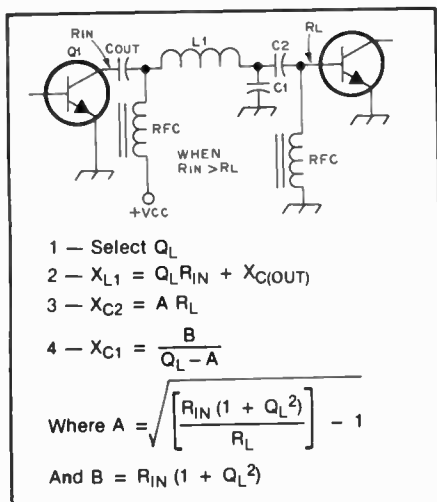 RIN
COUT
L1
C2
RL
Q1
C1
RFC
WHEN
RIN > RL
RFC
+VCC
1 — Select QL
2 — XL1 = QLRIN + XC(OUT)
3 — XC2 = A RL
4 — XC1 = B / (QL – A)
Where A = √[RIN (1 + QL²) / RL] – 1
And B = RIN (1 + QL²)